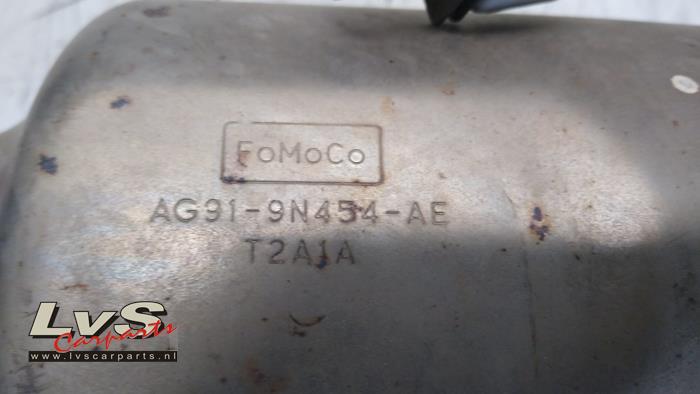 FoMoCo
AG91-9N454-AE
T2A1A
LvS
Carparts
www.lvscarparts.nl